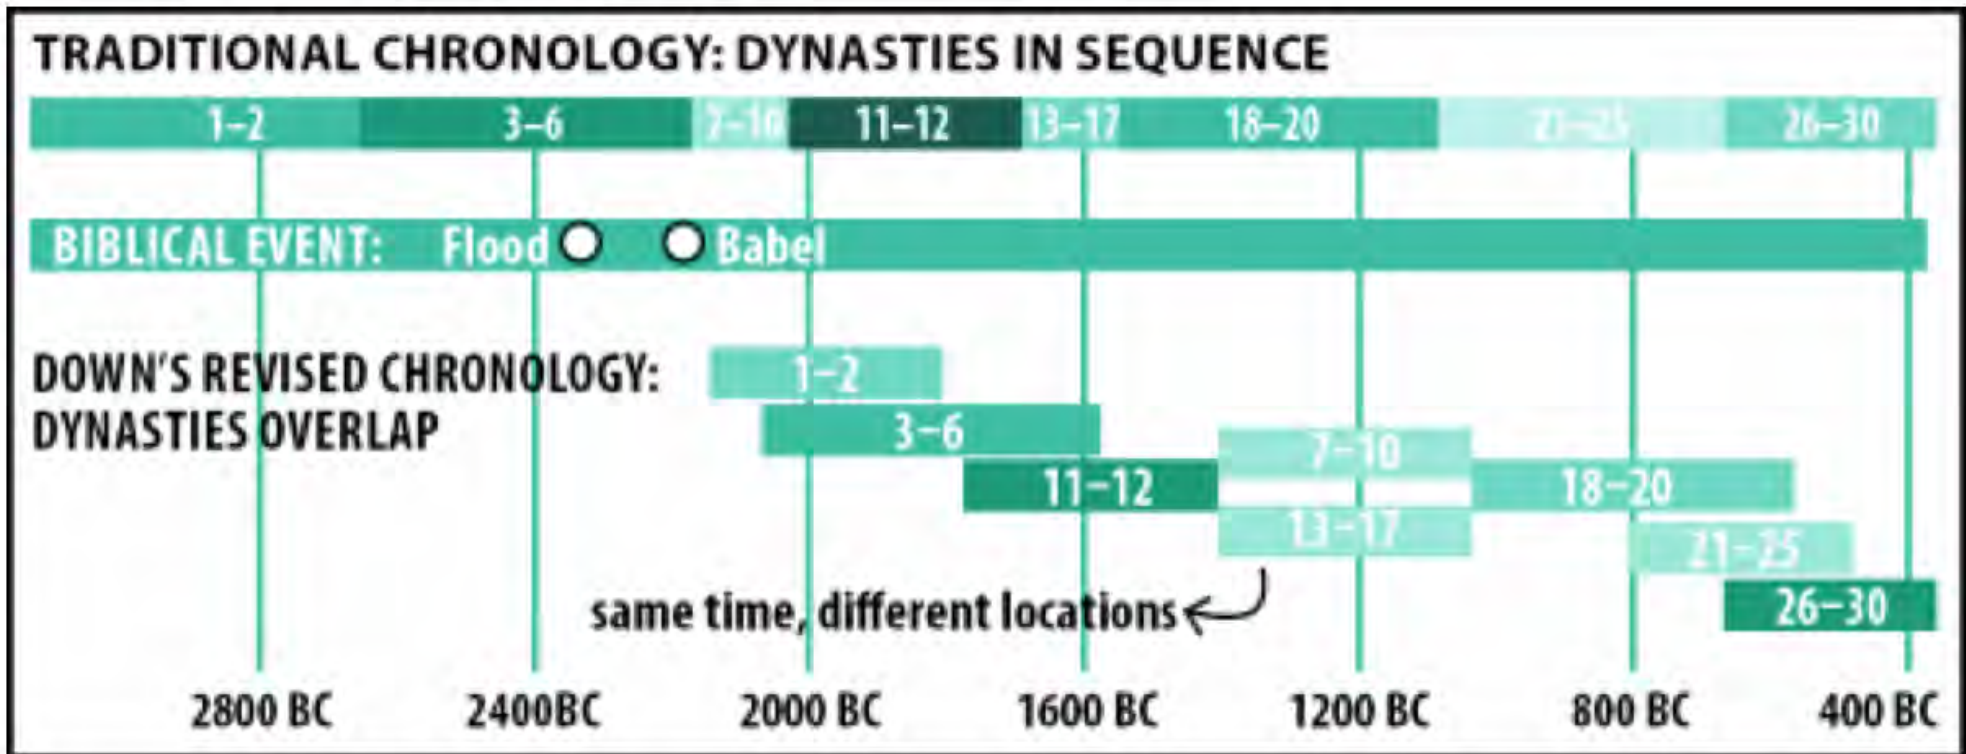 TRADITIONAL CHRONOLOGY: DYNASTIES IN SEQUENCE
1–2 3–6 7–10 11–12 13–17 18–20 21–25 26–30
BIBLICAL EVENT: Flood Babel
DOWN'S REVISED CHRONOLOGY:
DYNASTIES OVERLAP
1–2
3–6
7–10
11–12
18–20
13–17
21–25
26–30
same time, different locations
2800 BC 2400BC 2000 BC 1600 BC 1200 BC 800 BC 400 BC